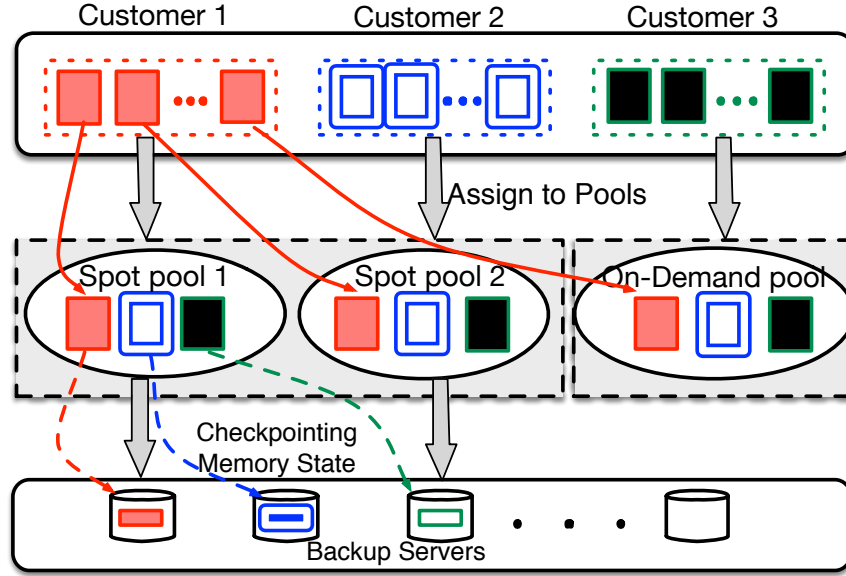 Customer 1
Customer 2
Customer 3
Assign to Pools
Spot pool 1
Spot pool 2
On-Demand pool
Checkpointing
Memory State
Backup Servers